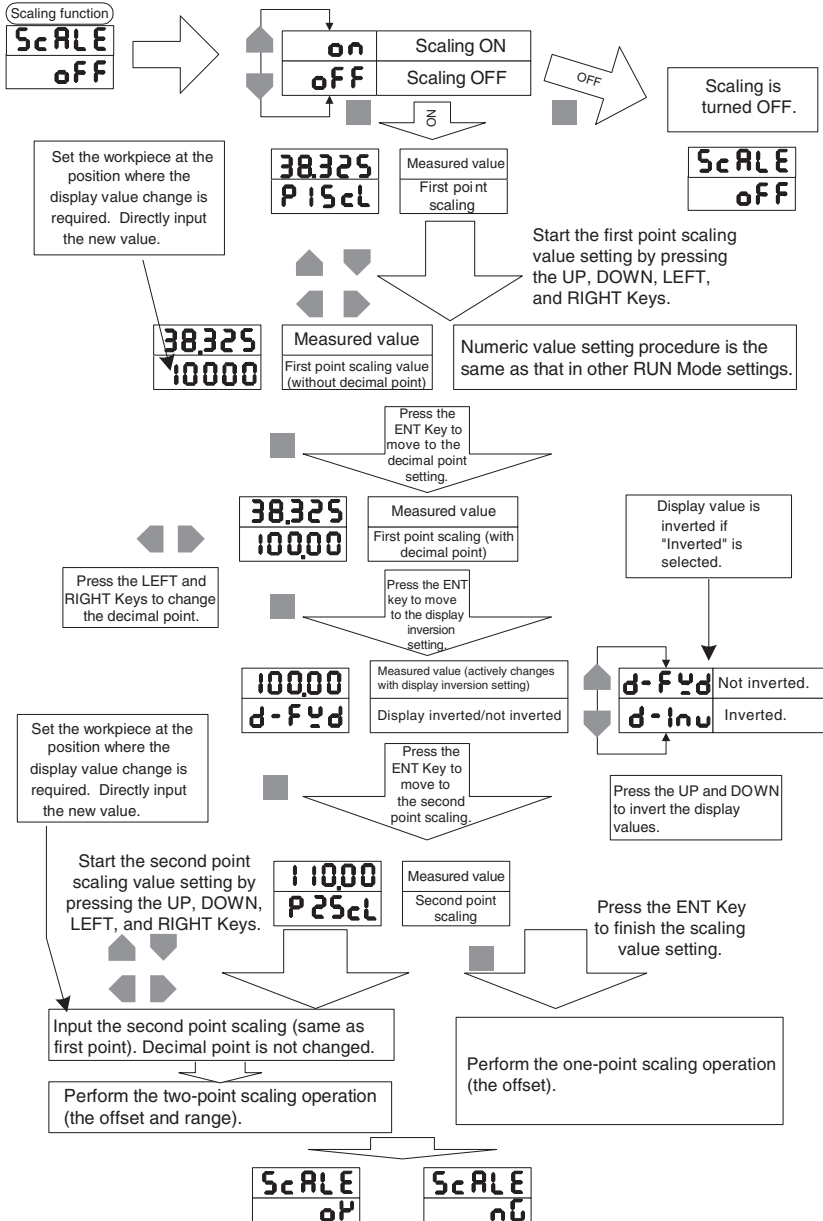 Scaling function
ScALE
oFF
on
Scaling ON
oFF
Scaling OFF
OFF
Scaling is
turned OFF.
ON
ScALE
oFF
Set the workpiece at the
position where the
display value change is
required. Directly input
the new value.
38.325
Measured value
P1ScL
First point
scaling
Start the first point scaling
value setting by pressing
the UP, DOWN, LEFT,
and RIGHT Keys.
38.325
Measured value
10000
First point scaling value
(without decimal point)
Numeric value setting procedure is the
same as that in other RUN Mode settings.
Press the
ENT Key to
move to the
decimal point
setting.
38.325
Measured value
100.00
First point scaling (with
decimal point)
Press the LEFT and
RIGHT Keys to change
the decimal point.
Display value is
inverted if
"Inverted" is
selected.
Press the ENT
key to move
to the display
inversion
setting.
100.00
Measured value (actively changes
with display inversion setting)
d-Fwd
Display inverted/not inverted
d-Fwd
Not inverted.
d-Inv
Inverted.
Set the workpiece at the
position where the
display value change is
required. Directly input
the new value.
Press the
ENT Key to
move to
the second
point scaling.
Press the UP and DOWN
to invert the display
values.
Start the second point
scaling value setting by
pressing the UP, DOWN,
LEFT, and RIGHT Keys.
110.00
Measured value
P2ScL
Second point
scaling
Press the ENT Key
to finish the scaling
value setting.
Input the second point scaling (same as
first point). Decimal point is not changed.
Perform the two-point scaling operation
(the offset and range).
Perform the one-point scaling operation
(the offset).
ScALE
oK
ScALE
nG